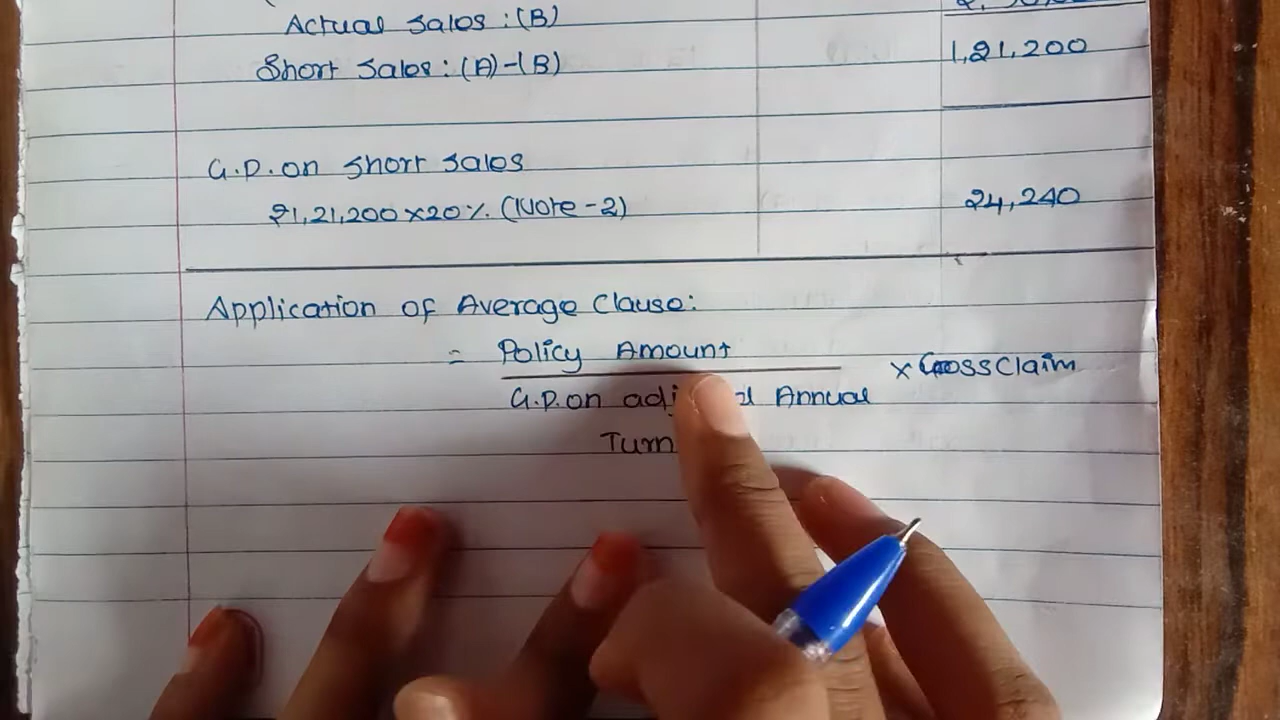 Actual Sales : (B)
Short Sales : (A)-(B) 1,21,200
G.P. on Short Sales
₹1,21,200 x 20%. (Note-2) 24,240
Application of Average Clause:
= Policy Amount x Gross Claim
G.P. on Annual
Turn